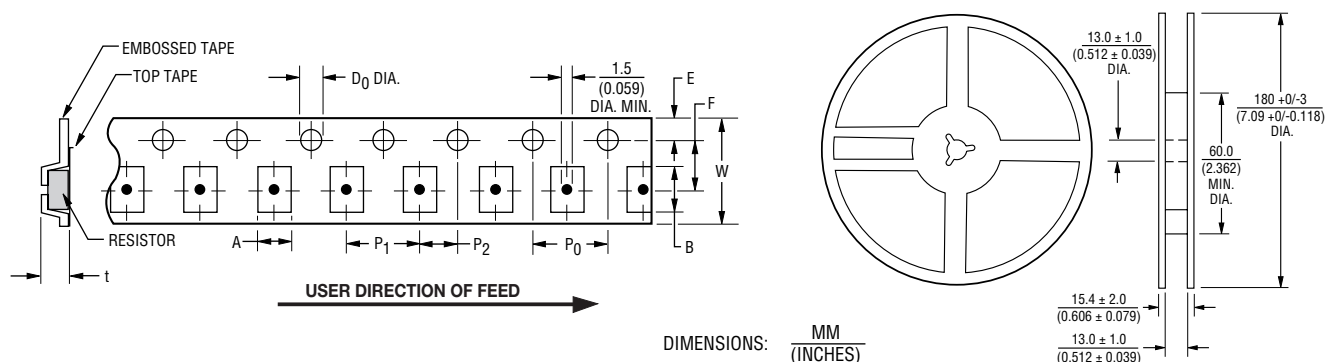 EMBOSSED TAPE
TOP TAPE
D0 DIA.
1.5
(0.059)
DIA. MIN.
E
F
W
RESISTOR
A
P1
P2
P0
B
t
USER DIRECTION OF FEED
DIMENSIONS: MM
(INCHES)
13.0 ± 1.0
(0.512 ± 0.039)
DIA.
180 +0/-3
(7.09 +0/-0.118)
DIA.
60.0
(2.362)
MIN.
DIA.
15.4 ± 2.0
(0.606 ± 0.079)
13.0 ± 1.0
(0.512 ± 0.039)